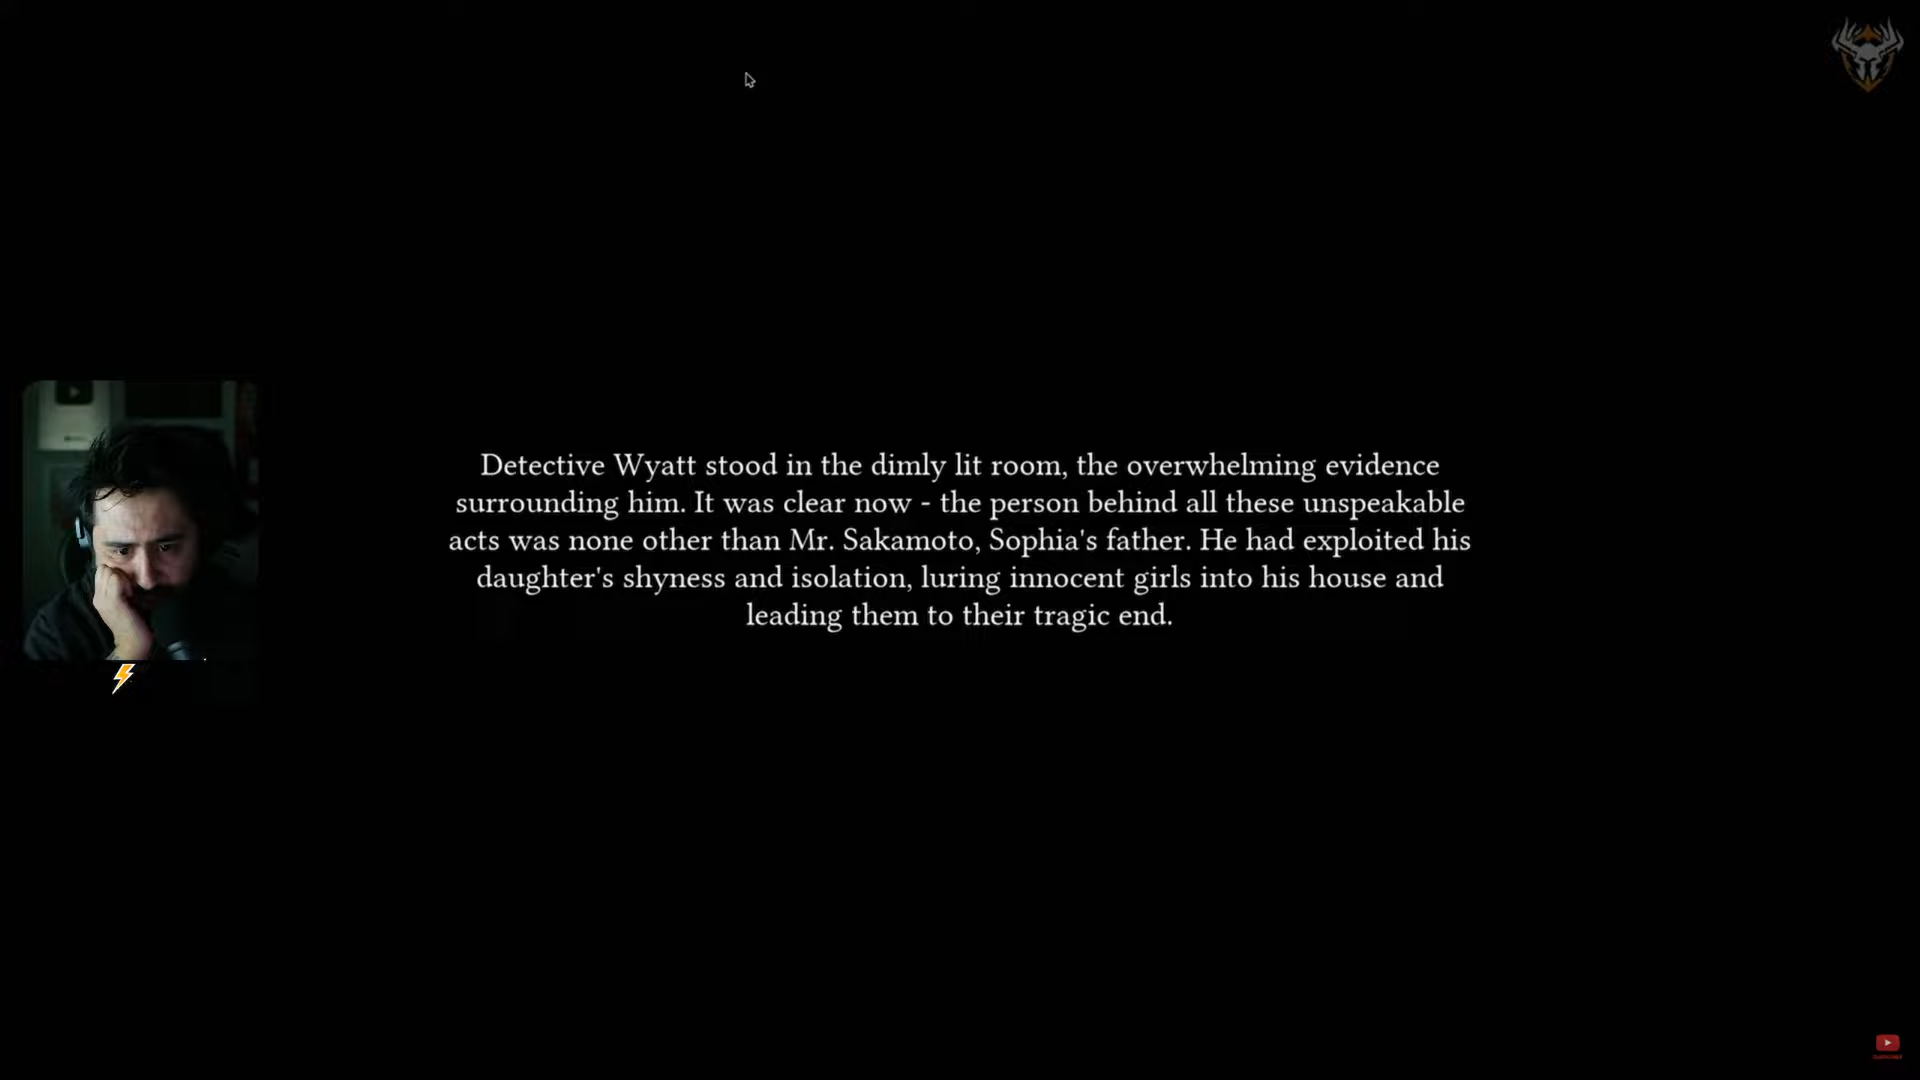 Detective Wyatt stood in the dimly lit room, the overwhelming evidence
surrounding him. It was clear now - the person behind all these unspeakable
acts was none other than Mr. Sakamoto, Sophia's father. He had exploited his
daughter's shyness and isolation, luring innocent girls into his house and
leading them to their tragic end.